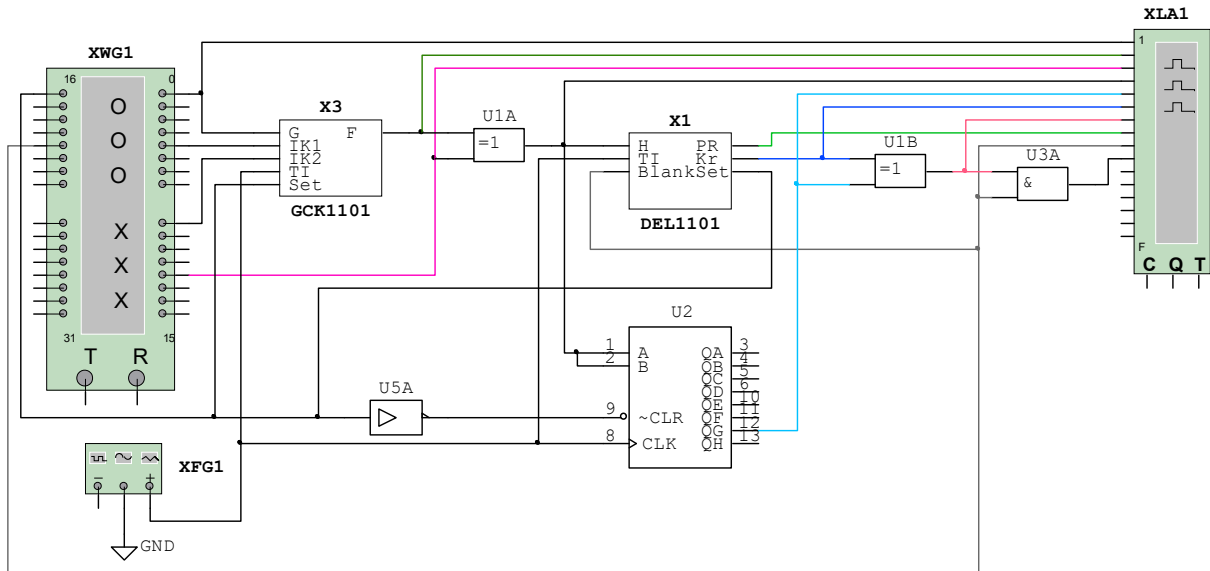 XLA1
XWG1
1
16
0
O
X3
U1A
X1
O
G F
=1
H PR
U1B
U3A
IK1
TI Kr
=1
&
O
IK2
BlankSet
TI
Set
GCK1101
DEL1101
X
X
F
C Q T
X
U2
31
15
1
A QA
3
2
B QB
4
T R
QC
5
QD
6
U5A
QE
10
9
~CLR QF
11
QG
12
8
CLK QH
13
XFG1
−
+
GND